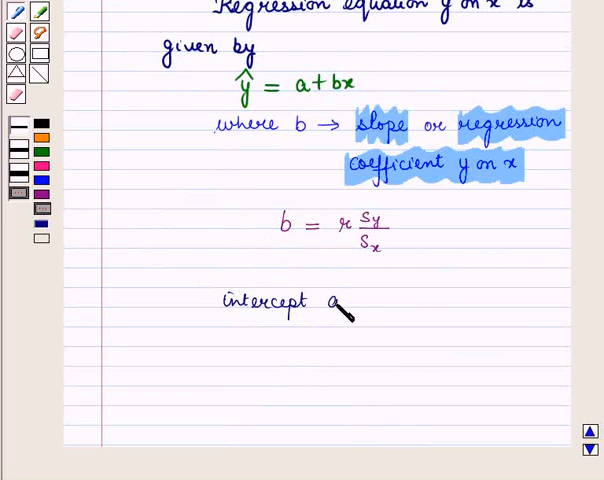 Regression equation y on x is
given by
ŷ = a + bx
where b → slope or regression
coefficient y on x
b = r Sy/Sx
intercept a